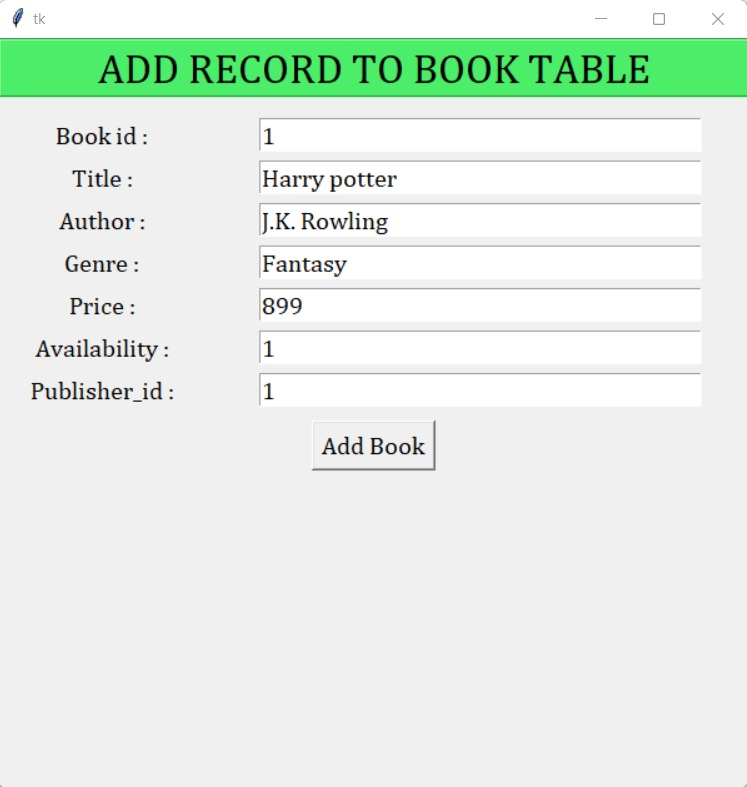 tk
ADD RECORD TO BOOK TABLE
Book id : 1
Title : Harry potter
Author : J.K. Rowling
Genre : Fantasy
Price : 899
Availability : 1
Publisher_id : 1
Add Book